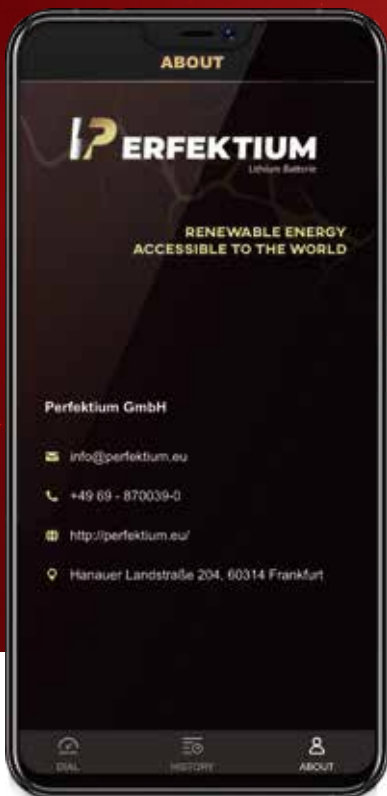 ABOUT
PERFEKTIUM
Lithium Batterie
RENEWABLE ENERGY
ACCESSIBLE TO THE WORLD
Perfektium GmbH
info@perfektium.eu
+49 69 - 870039-0
http://perfektium.eu/
Hanauer Landstraße 204, 60314 Frankfurt
DIAL HISTORY ABOUT